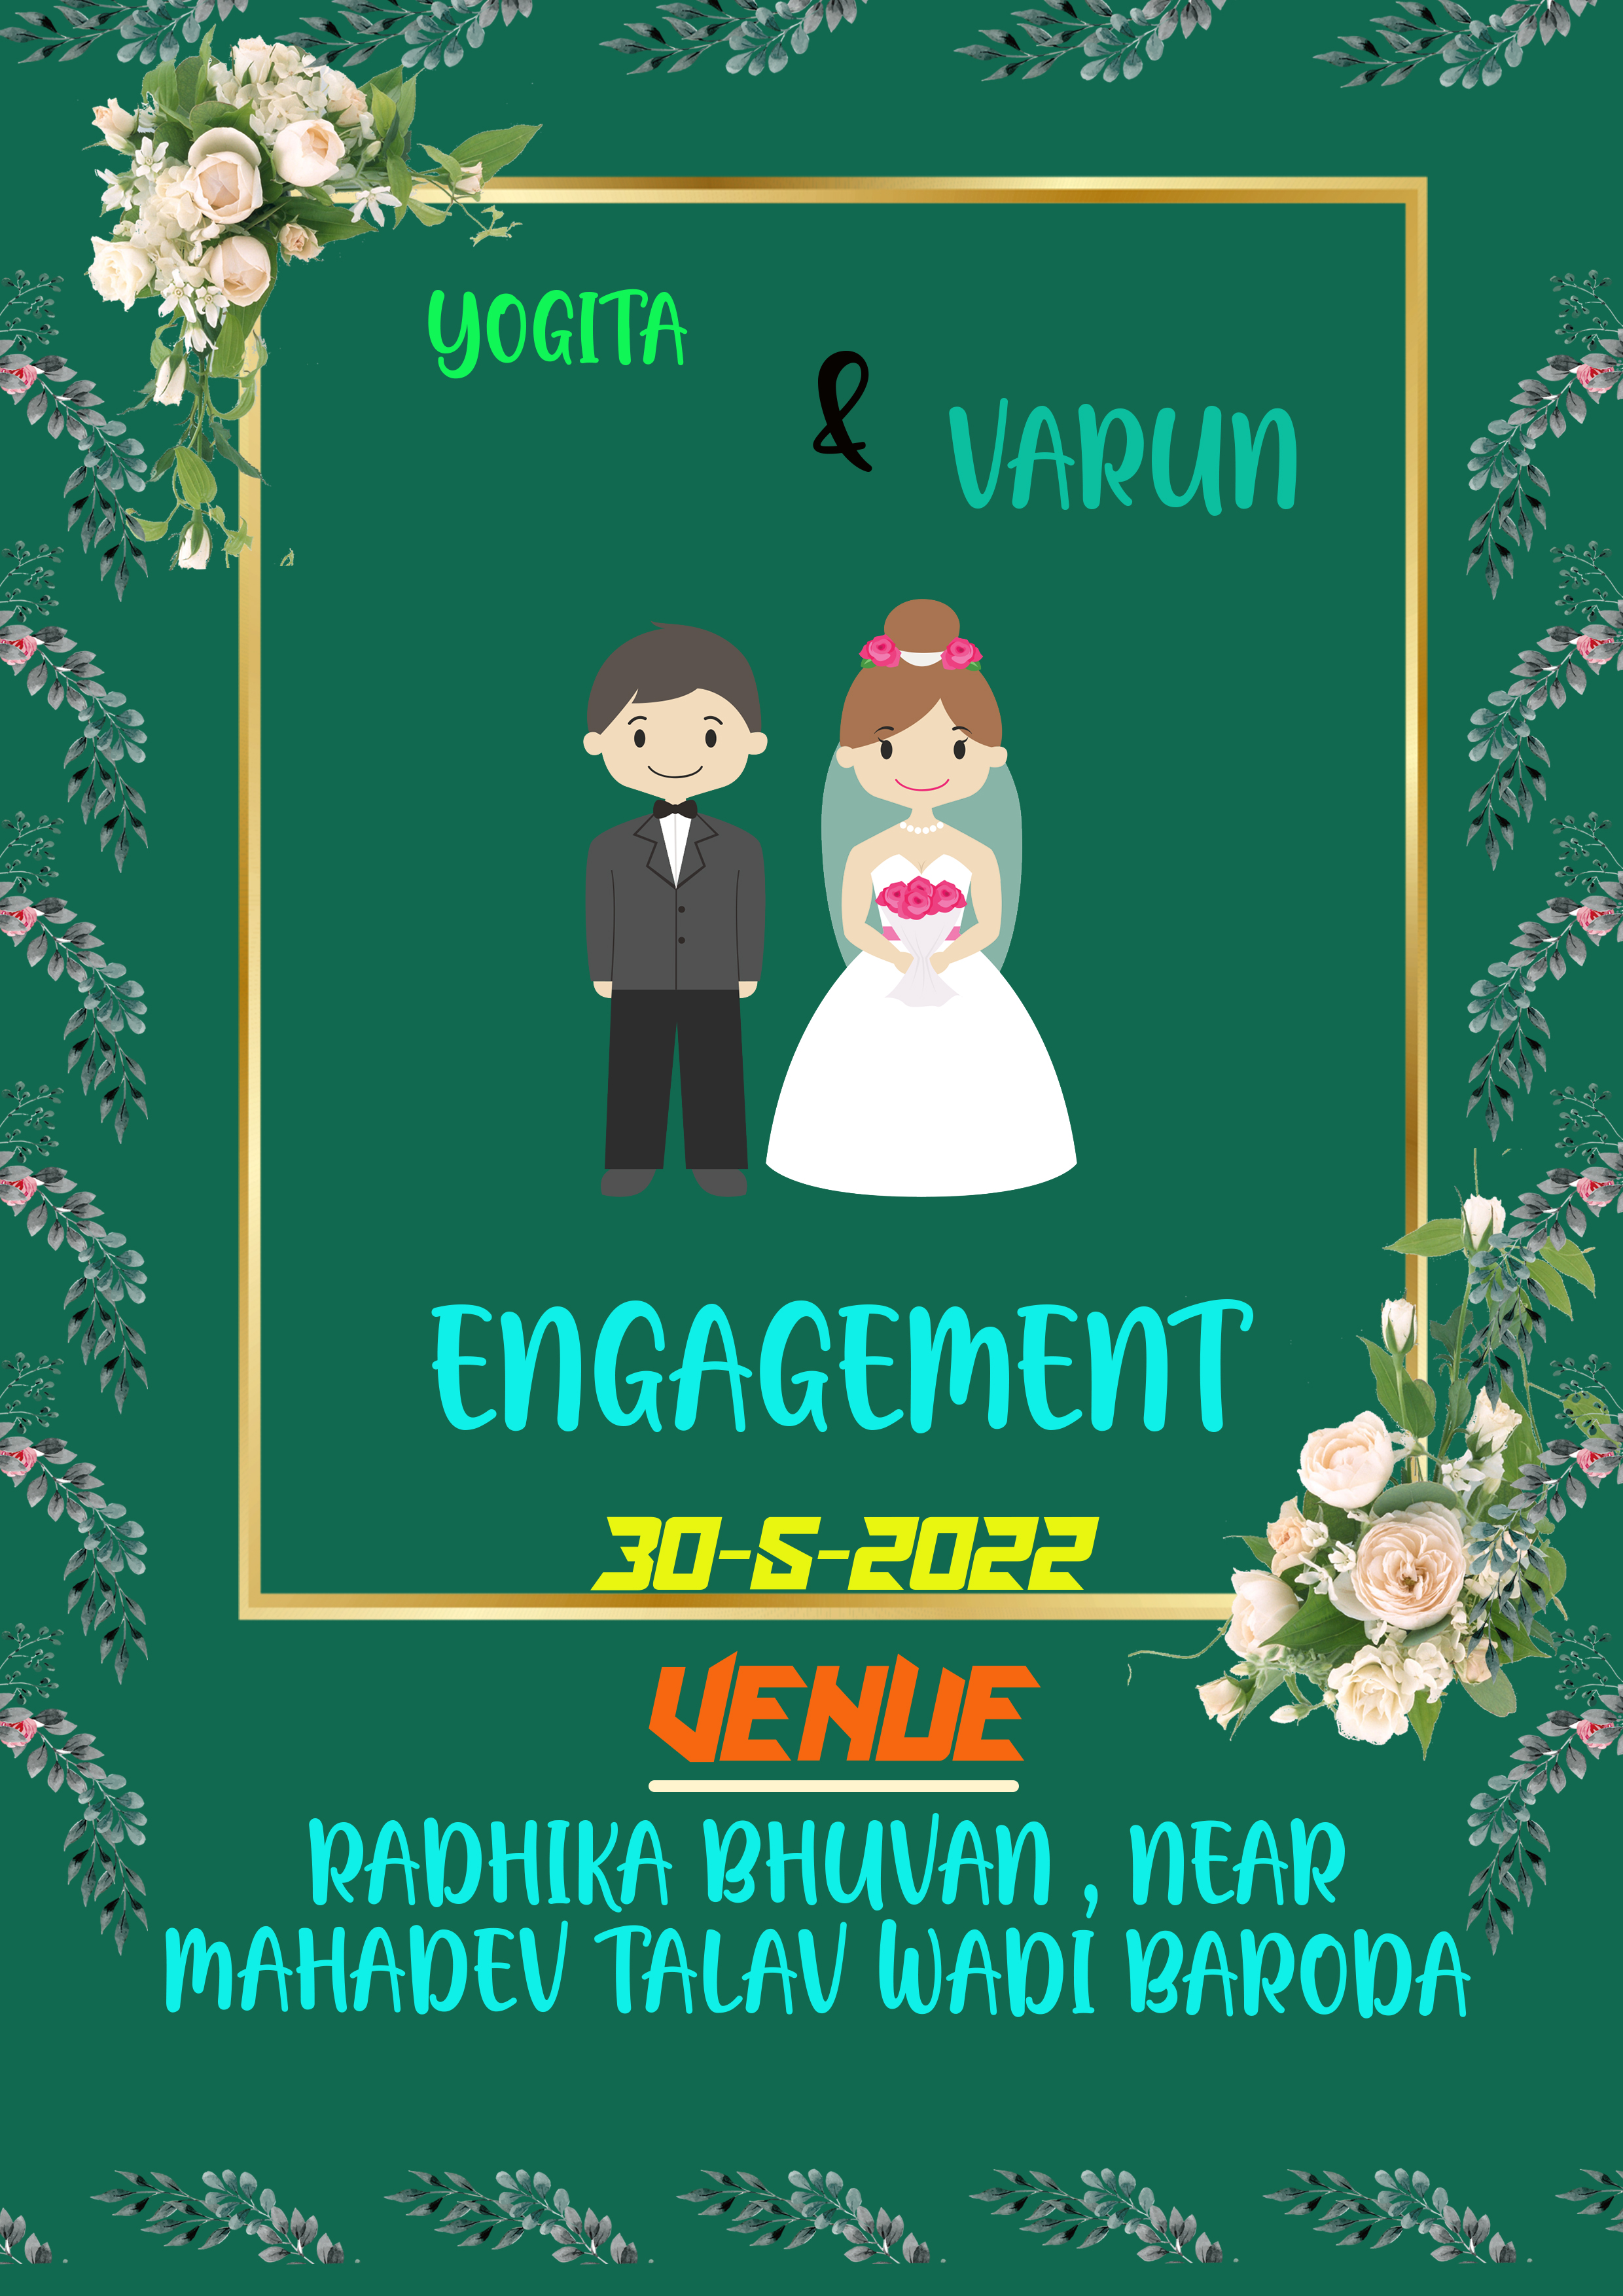 YOGITA
&
VARUN
ENGAGEMENT
30-5-2022
VENUE
RADHIKA BHUVAN , NEAR
MAHADEV TALAV WADI BARODA